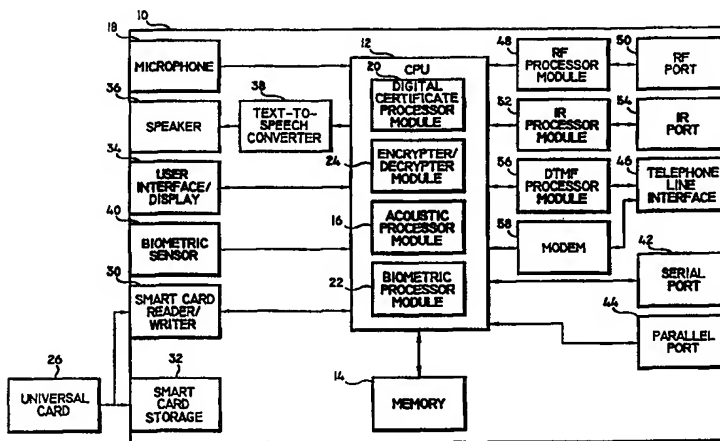 10
18
MICROPHONE
36
SPEAKER
38
TEXT-TO-
SPEECH
CONVERTER
34
USER
INTERFACE/
DISPLAY
40
BIOMETRIC
SENSOR
30
SMART CARD
READER/
WRITER
26
UNIVERSAL
CARD
32
SMART
CARD
STORAGE
12
CPU
20
DIGITAL
CERTIFICATE
PROCESSOR
MODULE
24
ENCRYPTER/
DECRYPTER
MODULE
16
ACOUSTIC
PROCESSOR
MODULE
22
BIOMETRIC
PROCESSOR
MODULE
14
MEMORY
48
RF
PROCESSOR
MODULE
50
RF
PORT
52
IR
PROCESSOR
MODULE
54
IR
PORT
56
DTMF
PROCESSOR
MODULE
46
TELEPHONE
LINE
INTERFACE
58
MODEM
42
SERIAL
PORT
44
PARALLEL
PORT